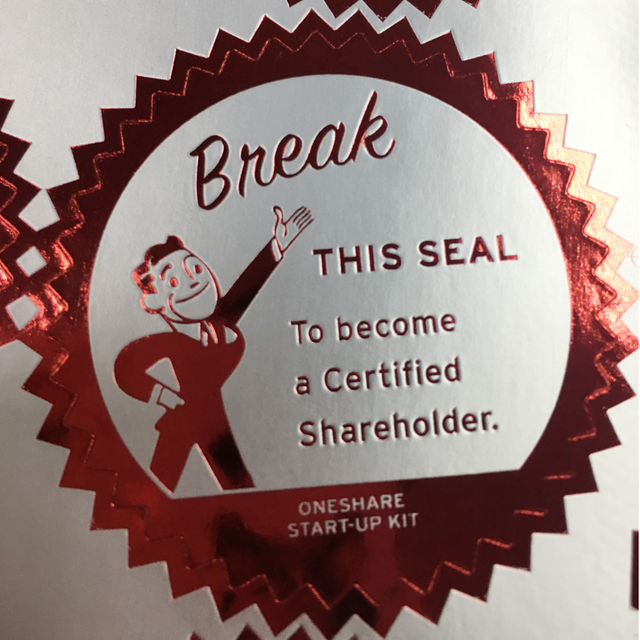 Break
THIS SEAL
To become
a Certified
Shareholder.
ONESHARE
START-UP KIT